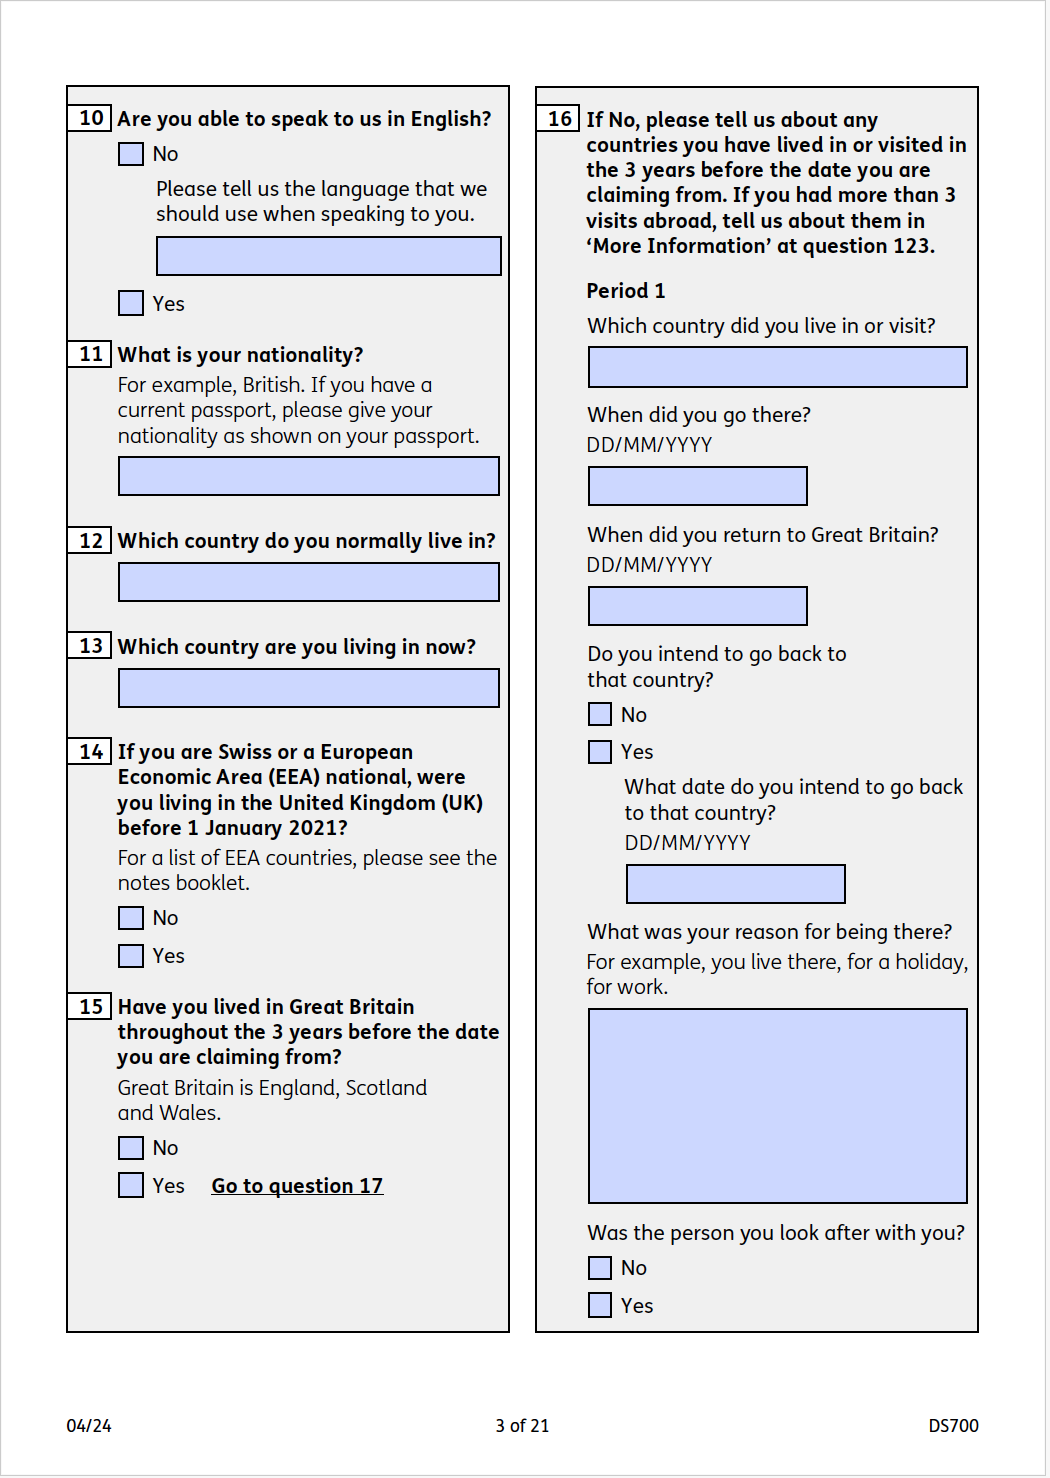 10 Are you able to speak to us in English?
No
Please tell us the language that we
should use when speaking to you.
Yes
11 What is your nationality?
For example, British. If you have a
current passport, please give your
nationality as shown on your passport.
12 Which country do you normally live in?
13 Which country are you living in now?
14 If you are Swiss or a European
Economic Area (EEA) national, were
you living in the United Kingdom (UK)
before 1 January 2021?
For a list of EEA countries, please see the
notes booklet.
No
Yes
15 Have you lived in Great Britain
throughout the 3 years before the date
you are claiming from?
Great Britain is England, Scotland
and Wales.
No
Yes Go to question 17
16 If No, please tell us about any
countries you have lived in or visited in
the 3 years before the date you are
claiming from. If you had more than 3
visits abroad, tell us about them in
‘More Information’ at question 123.
Period 1
Which country did you live in or visit?
When did you go there?
DD/MM/YYYY
When did you return to Great Britain?
DD/MM/YYYY
Do you intend to go back to
that country?
No
Yes
What date do you intend to go back
to that country?
DD/MM/YYYY
What was your reason for being there?
For example, you live there, for a holiday,
for work.
Was the person you look after with you?
No
Yes
04/24
3 of 21
DS700